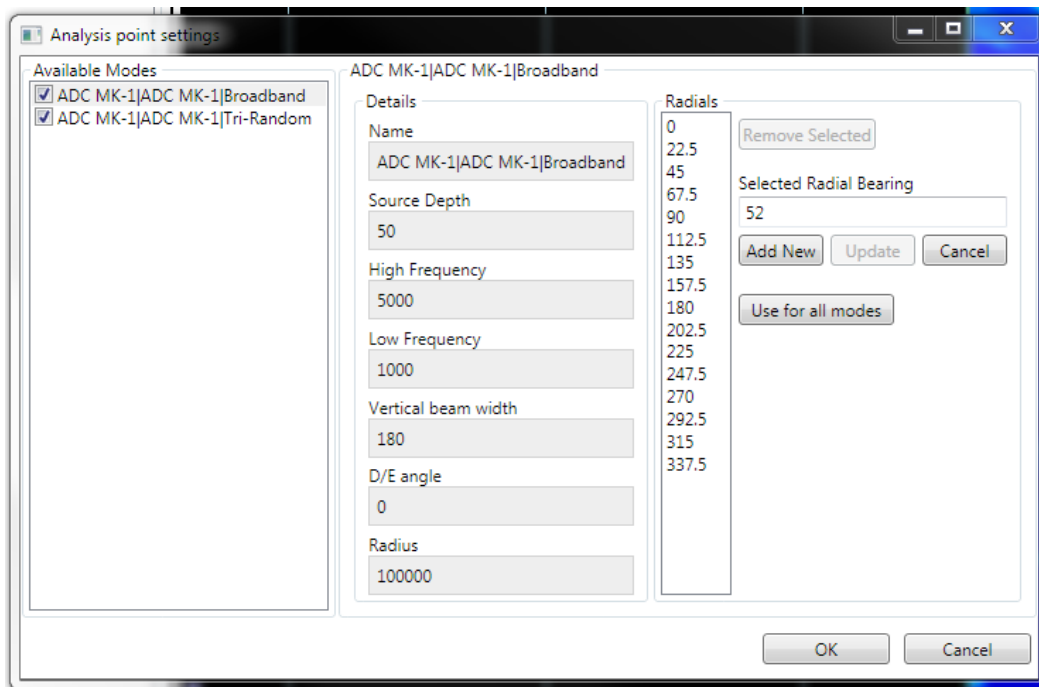 Analysis point settings
Available Modes
ADC MK-1|ADC MK-1|Broadband
ADC MK-1|ADC MK-1|Tri-Random
ADC MK-1|ADC MK-1|Broadband
Details
Name
ADC MK-1|ADC MK-1|Broadband
Source Depth
50
High Frequency
5000
Low Frequency
1000
Vertical beam width
180
D/E angle
0
Radius
100000
Radials
0
22.5
45
67.5
90
112.5
135
157.5
180
202.5
225
247.5
270
292.5
315
337.5
Remove Selected
Selected Radial Bearing
52
Add New Update Cancel
Use for all modes
OK Cancel